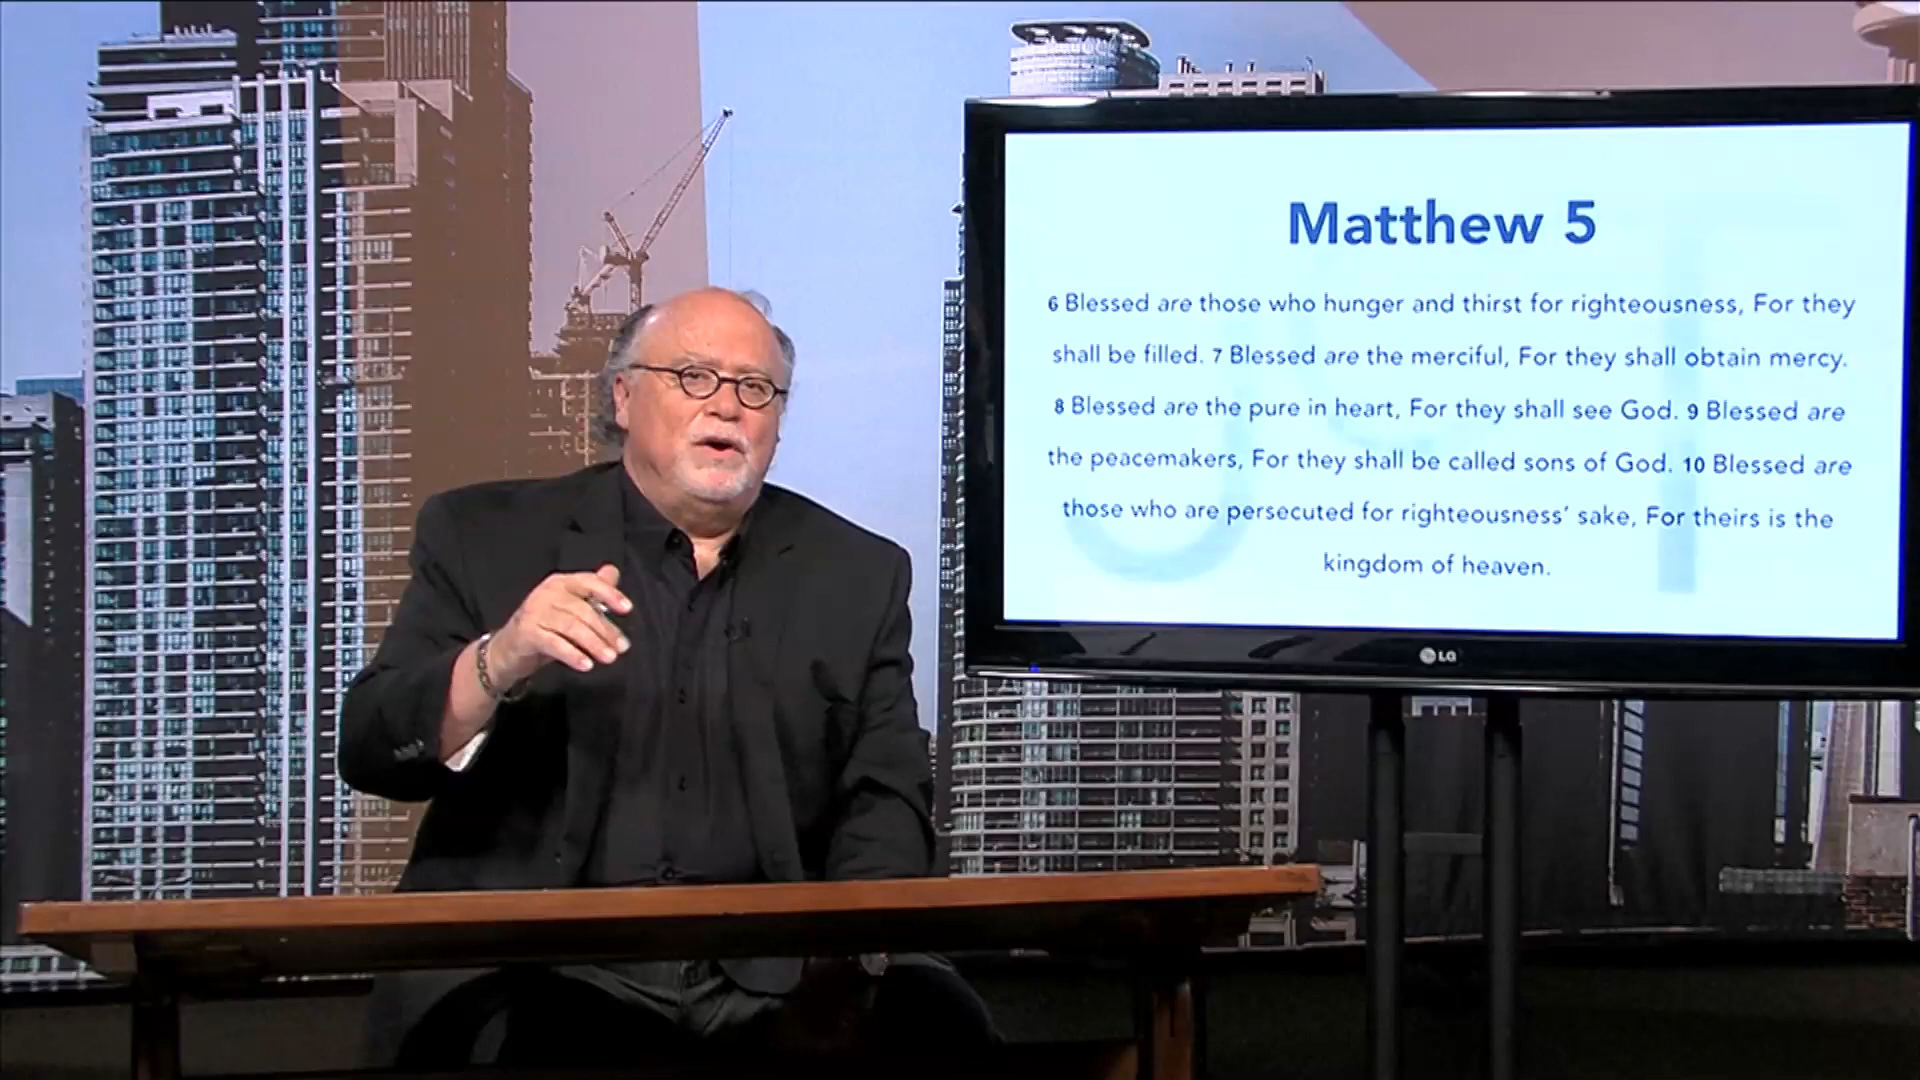 Matthew 5
6 Blessed are those who hunger and thirst for righteousness, For they
shall be filled. 7 Blessed are the merciful, For they shall obtain mercy.
8 Blessed are the pure in heart, For they shall see God. 9 Blessed are
the peacemakers, For they shall be called sons of God. 10 Blessed are
those who are persecuted for righteousness’ sake, For theirs is the
kingdom of heaven.
LG